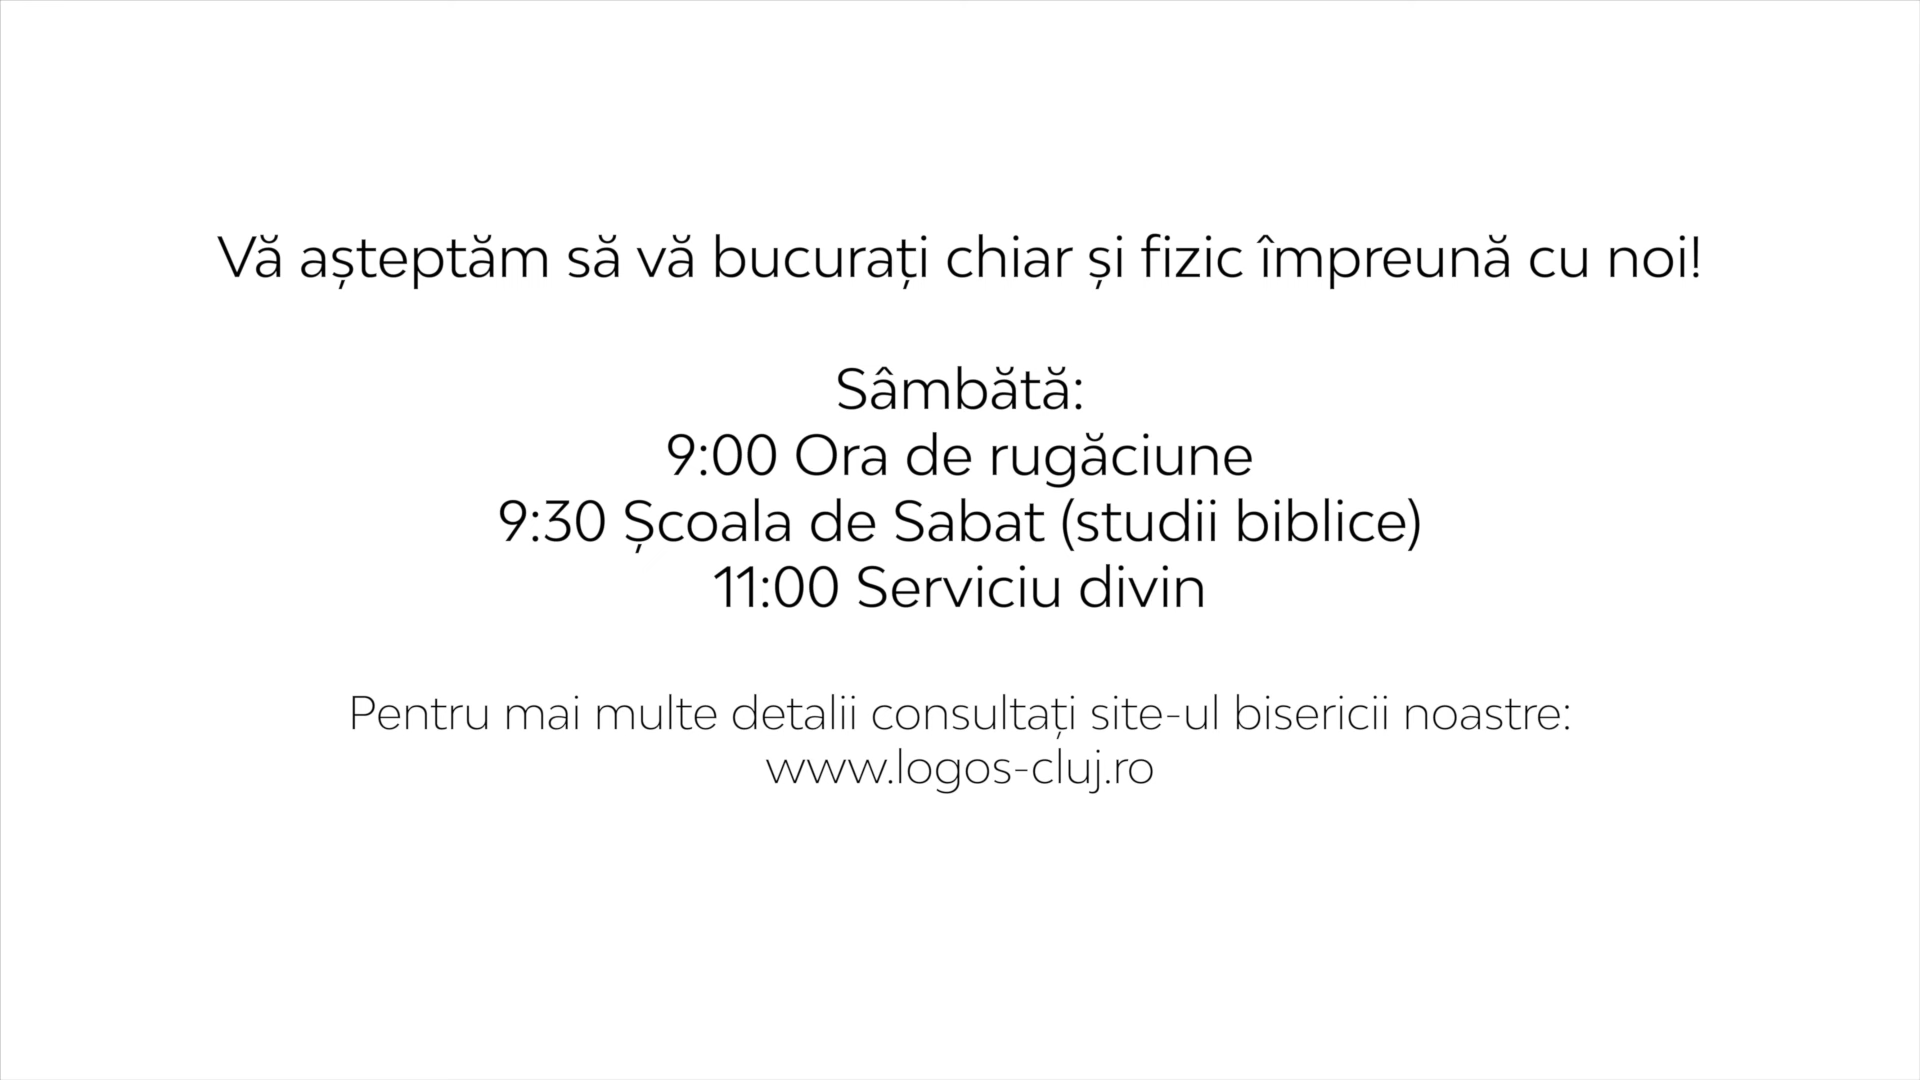 Vă așteptăm să vă bucurați chiar și fizic împreună cu noi!
Sâmbătă:
9:00 Ora de rugăciune
9:30 Școala de Sabat (studii biblice)
11:00 Serviciu divin
Pentru mai multe detalii consultați site-ul bisericii noastre:
www.logos-cluj.ro